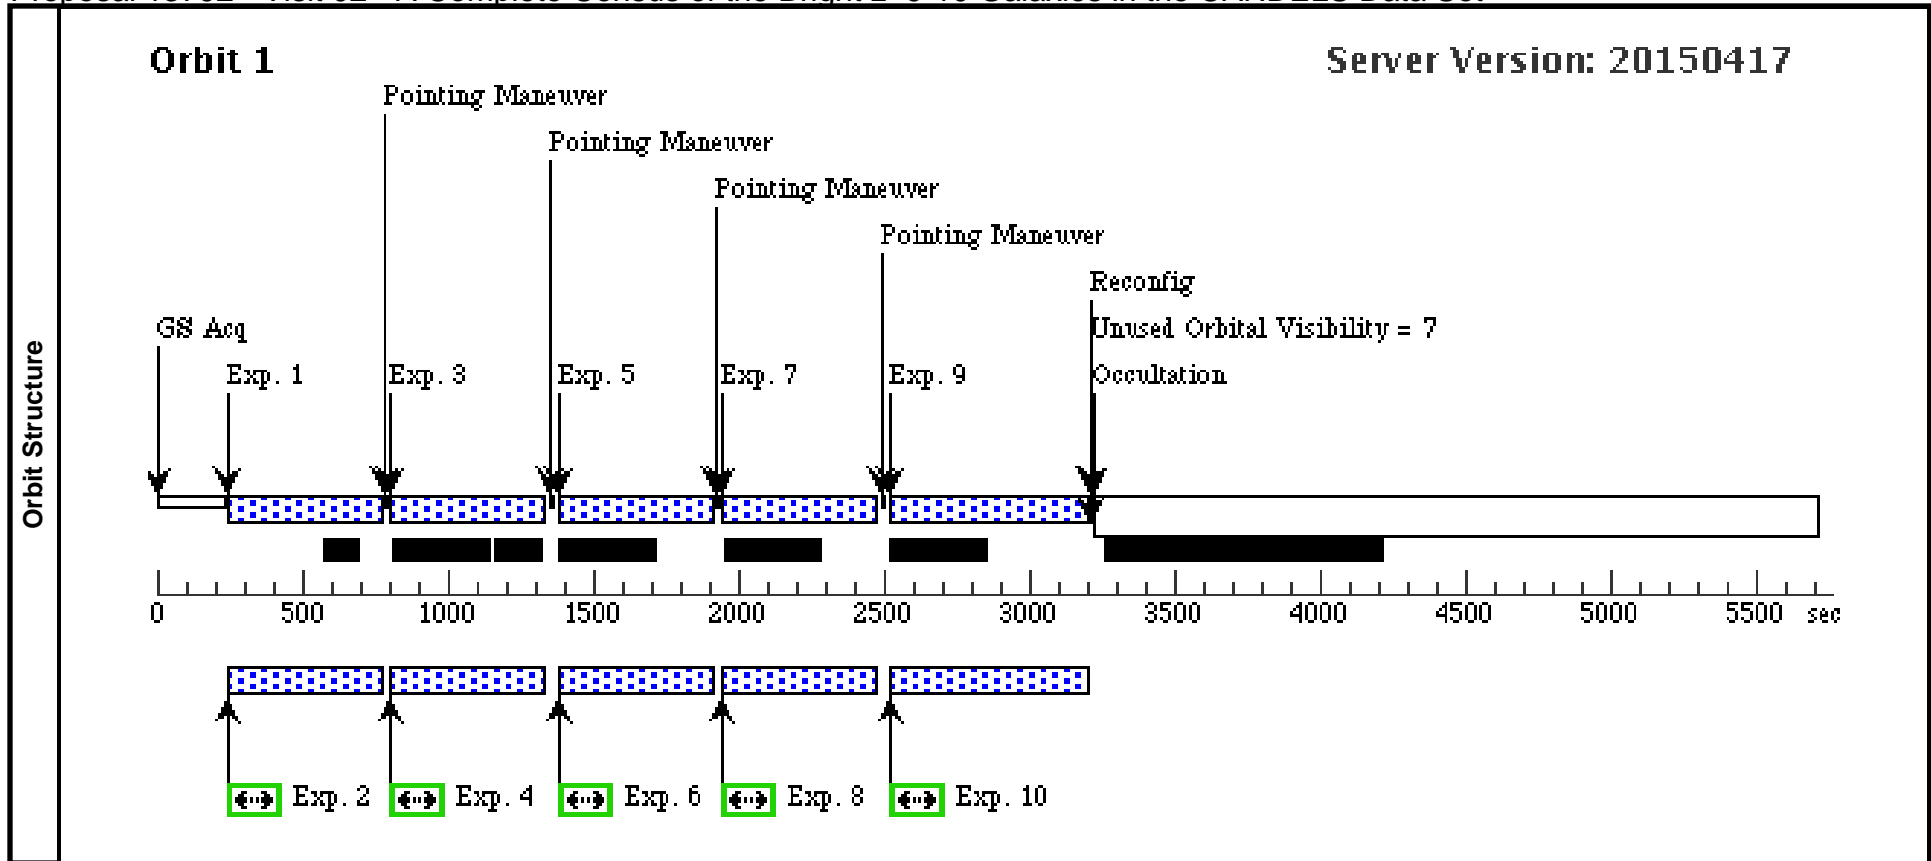 Orbit 1
Server Version: 20150417
Pointing Maneuver
Pointing Maneuver
Pointing Maneuver
Pointing Maneuver
Reconfig
GS Acq
Unused Orbital Visibility = 7
Exp. 1
Exp. 3
Exp. 5
Exp. 7
Exp. 9
Occultation
Orbit Structure
0 500 1000 1500 2000 2500 3000 3500 4000 4500 5000 5500 sec
Exp. 2
Exp. 4
Exp. 6
Exp. 8
Exp. 10